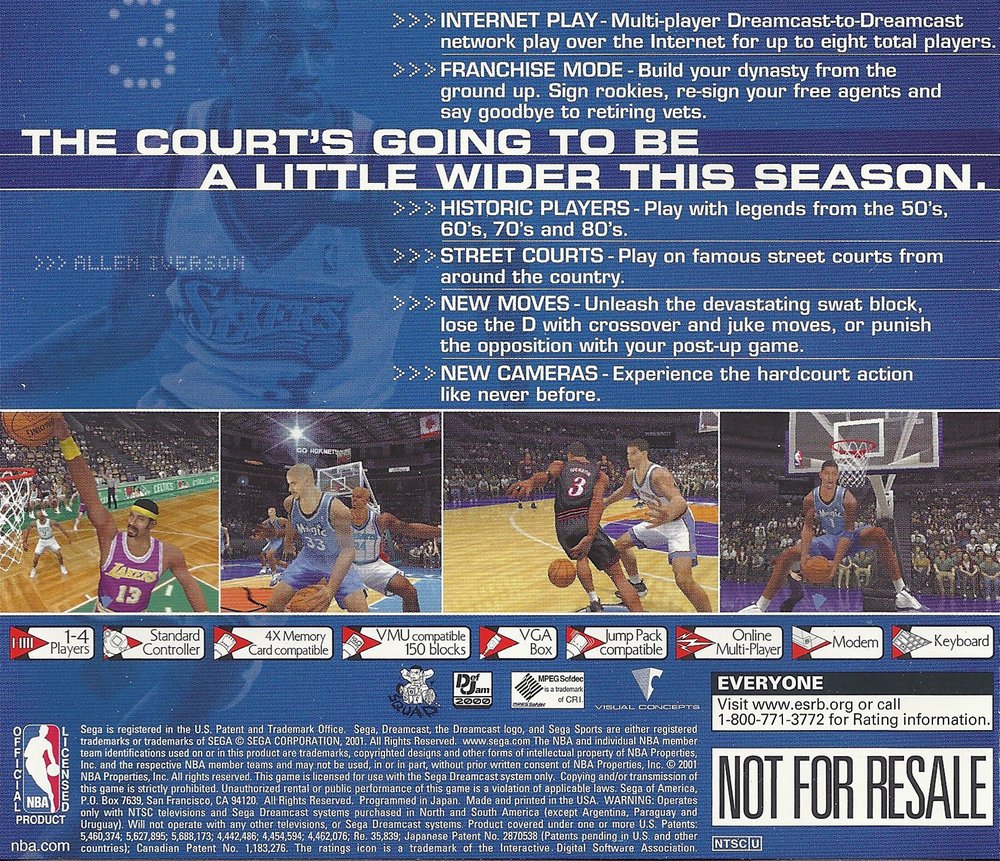 3
>>> INTERNET PLAY - Multi-player Dreamcast-to-Dreamcast
network play over the Internet for up to eight total players.
>>> FRANCHISE MODE - Build your dynasty from the
ground up. Sign rookies, re-sign your free agents and
say goodbye to retiring vets.
THE COURT'S GOING TO BE
A LITTLE WIDER THIS SEASON.
>>> HISTORIC PLAYERS - Play with legends from the 50's,
60's, 70's and 80's.
>>> ALLEN IVERSON
SIXERS
>>> STREET COURTS - Play on famous street courts from
around the country.
>>> NEW MOVES - Unleash the devastating swat block,
lose the D with crossover and juke moves, or punish
the opposition with your post-up game.
>>> NEW CAMERAS - Experience the hardcourt action
like never before.
CELTICS
LAKERS
13
GO HORNETS
Magic
33
IVERSON
3
Magic
1
1-4
Players
Standard
Controller
4X Memory
Card compatible
VMU compatible
150 blocks
VGA
Box
Jump Pack
compatible
Online
Multi-Player
Modem
Keyboard
Def Jam
2000
MPEG Sofdec
is a trademark
of CRI.
MPEG Sofdec
VISUAL CONCEPTS
EVERYONE
Visit www.esrb.org or call
1-800-771-3772 for Rating information.
OFFICIAL
LICENSED
NBA
PRODUCT
nba.com
Sega is registered in the U.S. Patent and Trademark Office. Sega, Dreamcast, the Dreamcast logo, and Sega Sports are either registered
trademarks or trademarks of SEGA © SEGA CORPORATION, 2001. All Rights Reserved. www.sega.com The NBA and individual NBA member
team identifications used on or in this product are trademarks, copyrighted designs and other forms of intellectual property of NBA Properties,
Inc. and the respective NBA member teams and may not be used, in or in part, without prior written consent of NBA Properties, Inc. © 2001
NBA Properties, Inc. All rights reserved. This game is licensed for use with the Sega Dreamcast system only. Copying and/or transmission of
this game is strictly prohibited. Unauthorized rental or public performance of this game is a violation of applicable laws. Sega of America,
P.O. Box 7639, San Francisco, CA 94120. All Rights Reserved. Programmed in Japan. Made and printed in the USA. WARNING: Operates
only with NTSC televisions and Sega Dreamcast systems purchased in North and South America (except Argentina, Paraguay and
Uruguay). Will not operate with any other televisions, or Sega Dreamcast systems. Product covered under one or more U.S. Patents:
5,460,374; 5,627,895; 5,688,173; 4,442,486; 4,454,594; 4,462,076; Re. 35,839; Japanese Patent No. 2870538 (Patents pending in U.S. and other
countries); Canadian Patent No. 1,183,276. The ratings icon is a trademark of the Interactive Digital Software Association.
NOT FOR RESALE
NTSC U